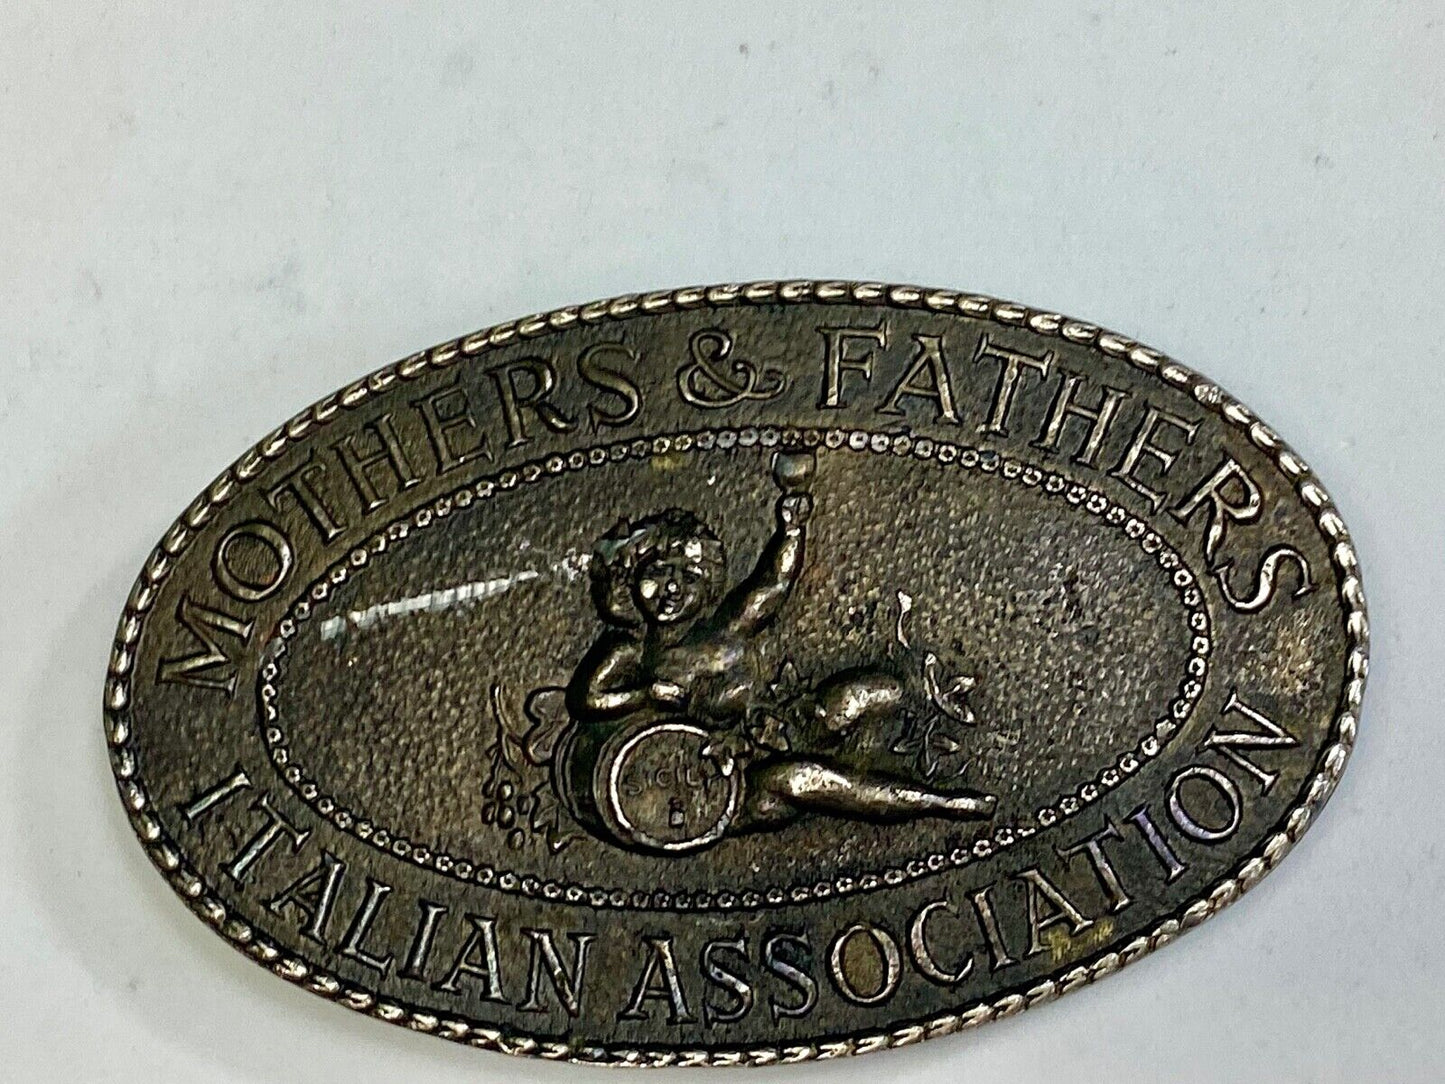 MOTHERS & FATHERS
SICILY
B
ITALIAN ASSOCIATION